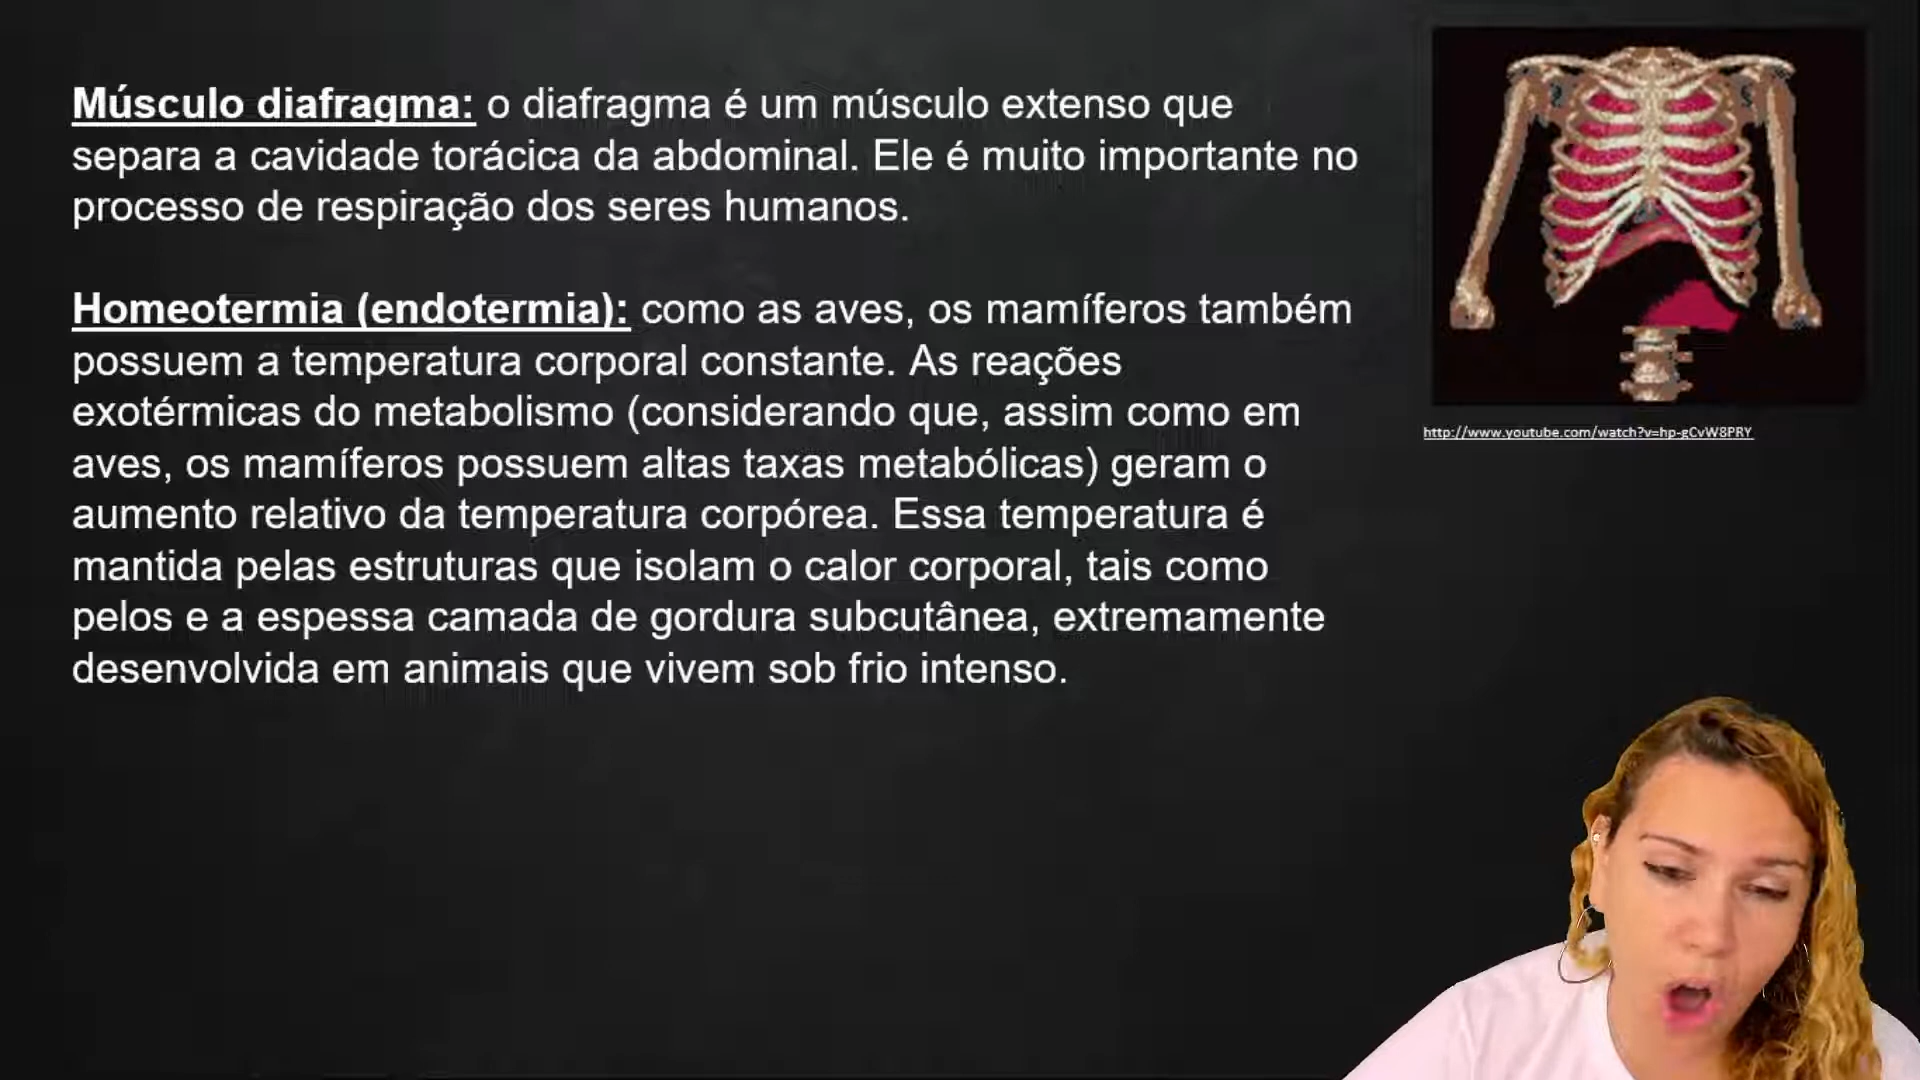 Músculo diafragma: o diafragma é um músculo extenso que
separa a cavidade torácica da abdominal. Ele é muito importante no
processo de respiração dos seres humanos.
Homeotermia (endotermia): como as aves, os mamíferos também
possuem a temperatura corporal constante. As reações
exotérmicas do metabolismo (considerando que, assim como em
aves, os mamíferos possuem altas taxas metabólicas) geram o
aumento relativo da temperatura corpórea. Essa temperatura é
mantida pelas estruturas que isolam o calor corporal, tais como
pelos e a espessa camada de gordura subcutânea, extremamente
desenvolvida em animais que vivem sob frio intenso.
http://www.youtube.com/watch?v=hp-gCvW8PRY